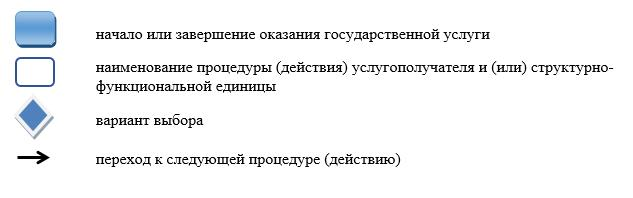 начало или завершение оказания государственной услуги
наименование процедуры (действия) услугополучателя и (или) структурно-
функциональной единицы
вариант выбора
переход к следующей процедуре (действию)